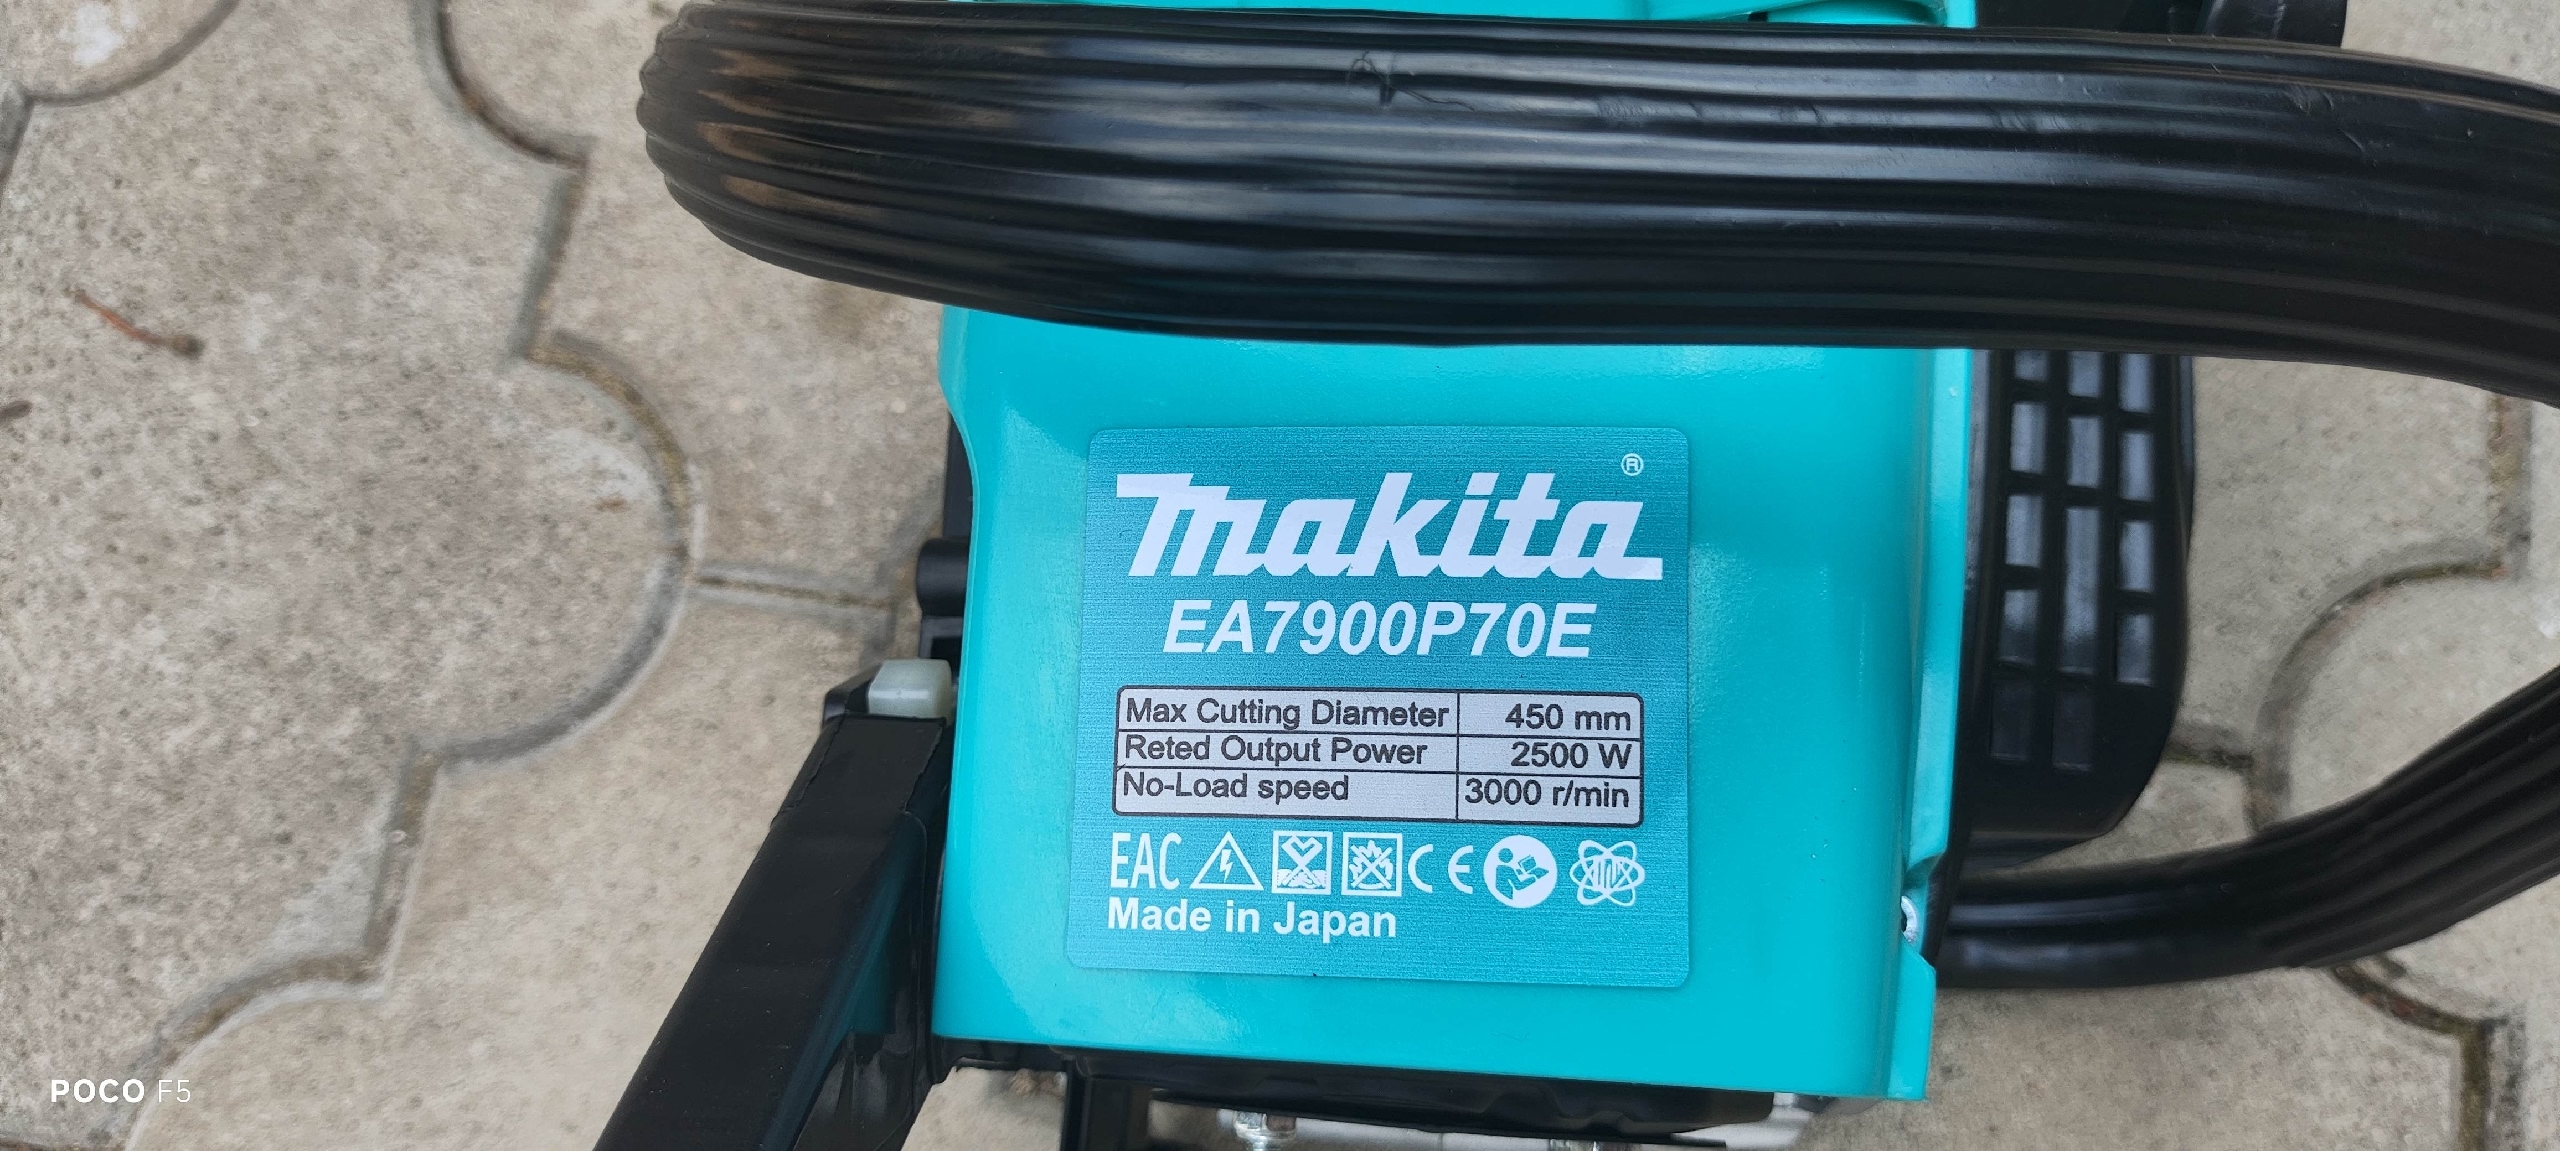 makita ®
EA7900P70E
Max Cutting Diameter 450 mm
Reted Output Power 2500 W
No-Load speed 3000 r/min
EAC CE
Made in Japan
POCO F5